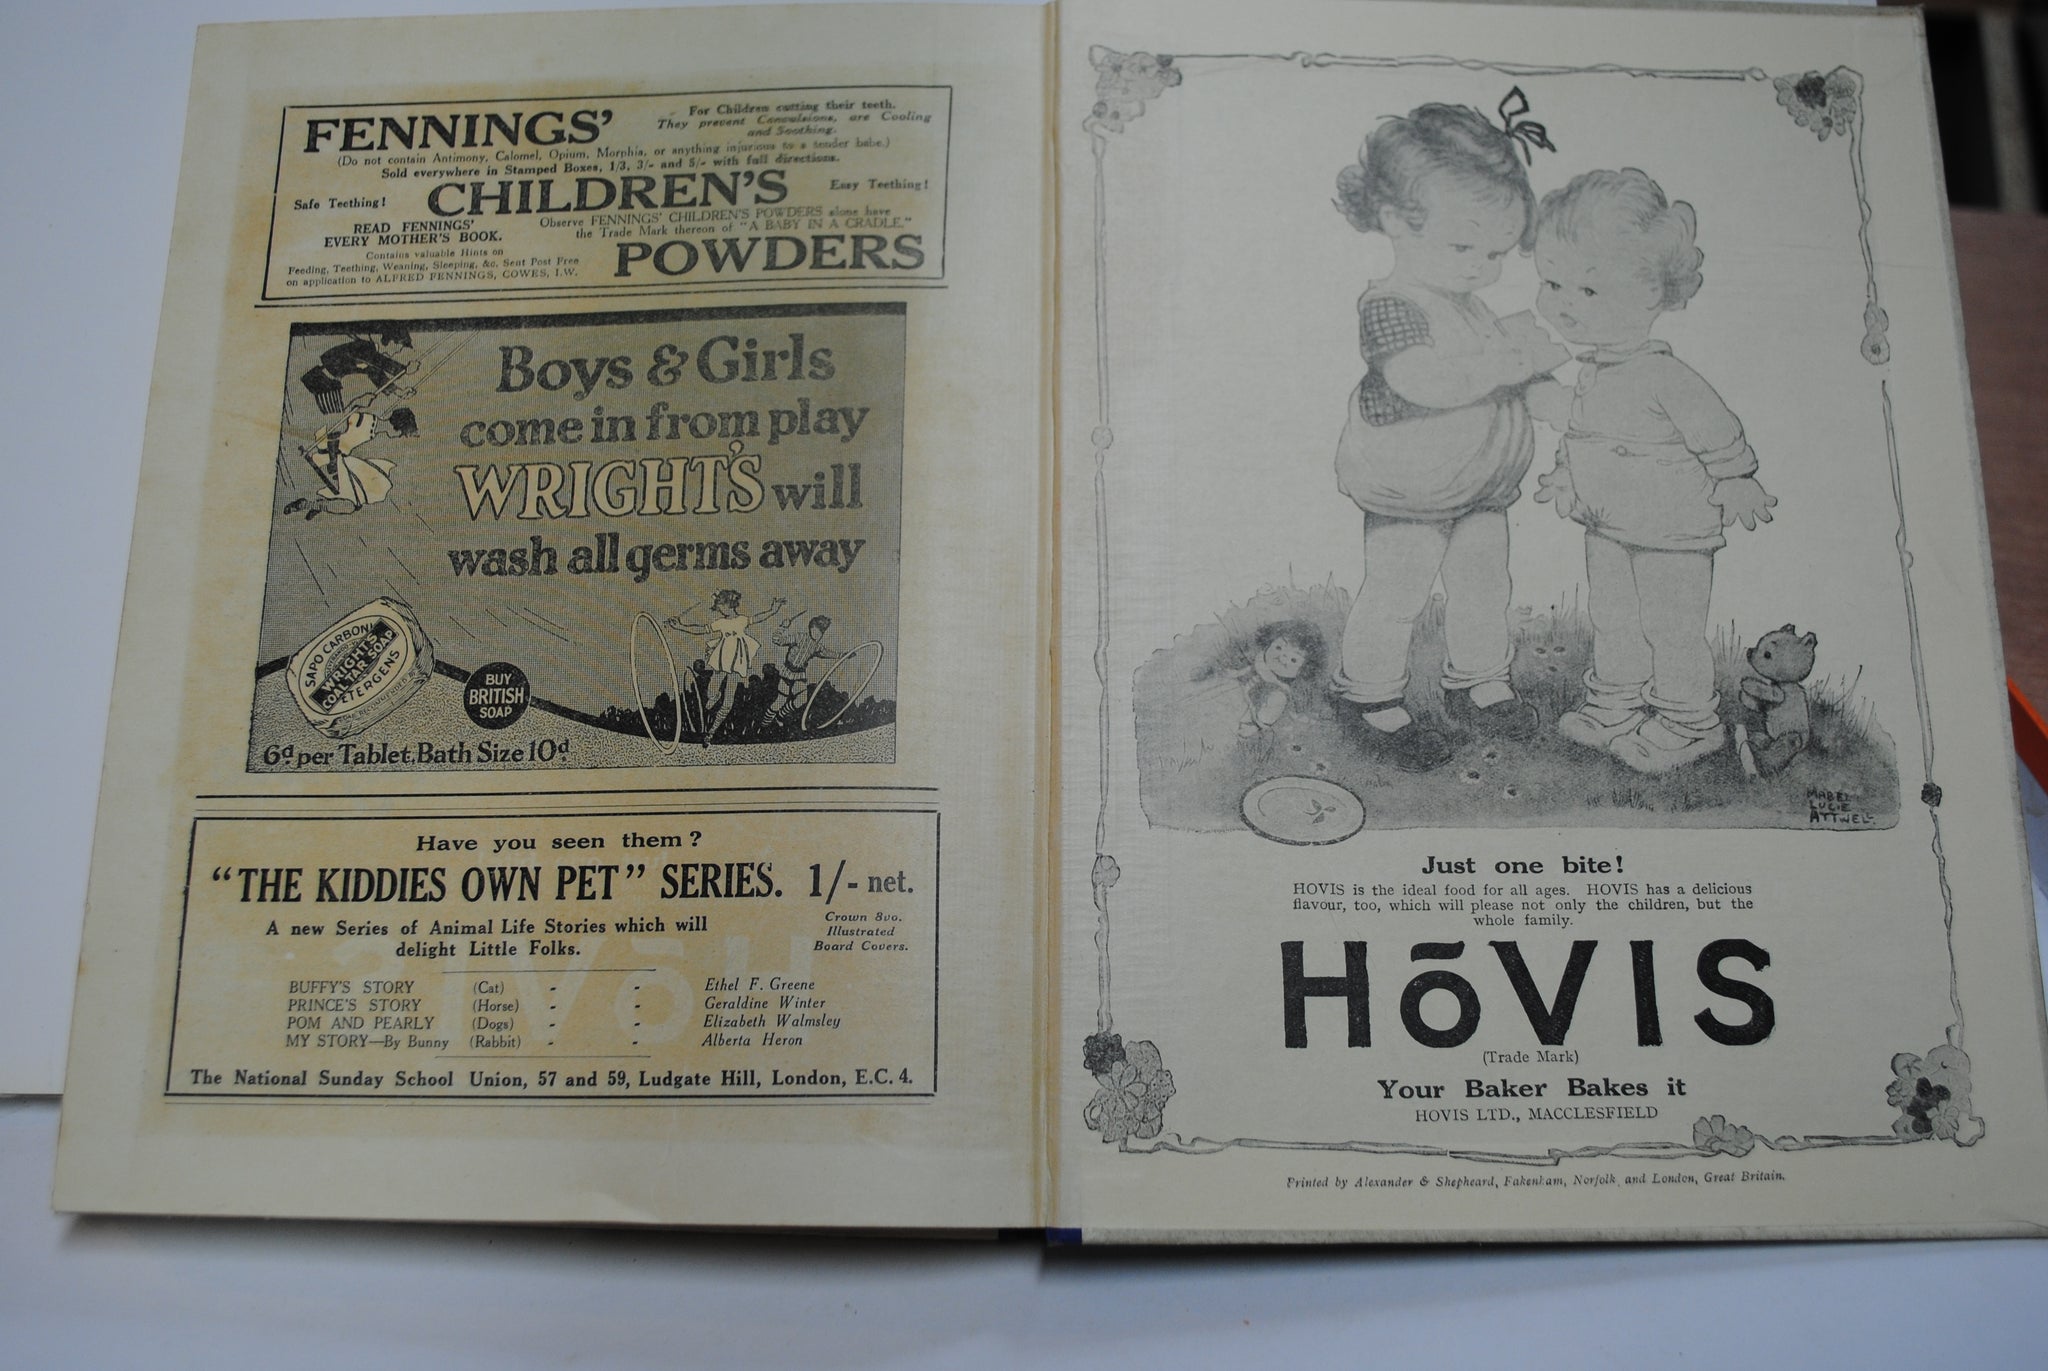 FENNINGS'
For Children cutting their teeth.
They prevent Convulsions, are Cooling
and Soothing.
(Do not contain Antimony, Calomel, Opium, Morphia, or anything injurious to a tender babe.)
Sold everywhere in Stamped Boxes, 1/3, 3/- and 5/- with full directions.
Safe Teething!
CHILDREN'S
Easy Teething!
READ FENNINGS'
EVERY MOTHER'S BOOK.
Observe FENNINGS' CHILDREN'S POWDERS alone have
the Trade Mark thereon of "A BABY IN A CRADLE."
Contains valuable Hints on
Feeding, Teething, Weaning, Sleeping, &c. Sent Post Free
on application to ALFRED FENNINGS, COWES, I.W.
POWDERS
Boys & Girls
come in from play
WRIGHT'S will
wash all germs away
SAPO CARBONI
WRIGHT'S
COAL TAR SOAP
DETERGENS
BUY
BRITISH
SOAP
6d per Tablet. Bath Size 10d.
Have you seen them?
"THE KIDDIES OWN PET" SERIES. 1/- net.
A new Series of Animal Life Stories which will
delight Little Folks.
Crown 8vo.
Illustrated
Board Covers.
BUFFY'S STORY (Cat) - - Ethel F. Greene
PRINCE'S STORY (Horse) - - Geraldine Winter
POM AND PEARLY (Dogs) - - Elizabeth Walmsley
MY STORY—By Bunny (Rabbit) - - Alberta Heron
The National Sunday School Union, 57 and 59, Ludgate Hill, London, E.C. 4.
MABEL
LUCIE
ATTWELL
Just one bite!
HOVIS is the ideal food for all ages. HOVIS has a delicious
flavour, too, which will please not only the children, but the
whole family.
HōVIS
(Trade Mark)
Your Baker Bakes it
HOVIS LTD., MACCLESFIELD
Printed by Alexander & Shepheard, Fakenham, Norfolk and London, Great Britain.